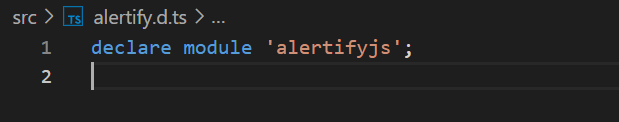 src > TS alertify.d.ts > ...
1 declare module 'alertifyjs';
2